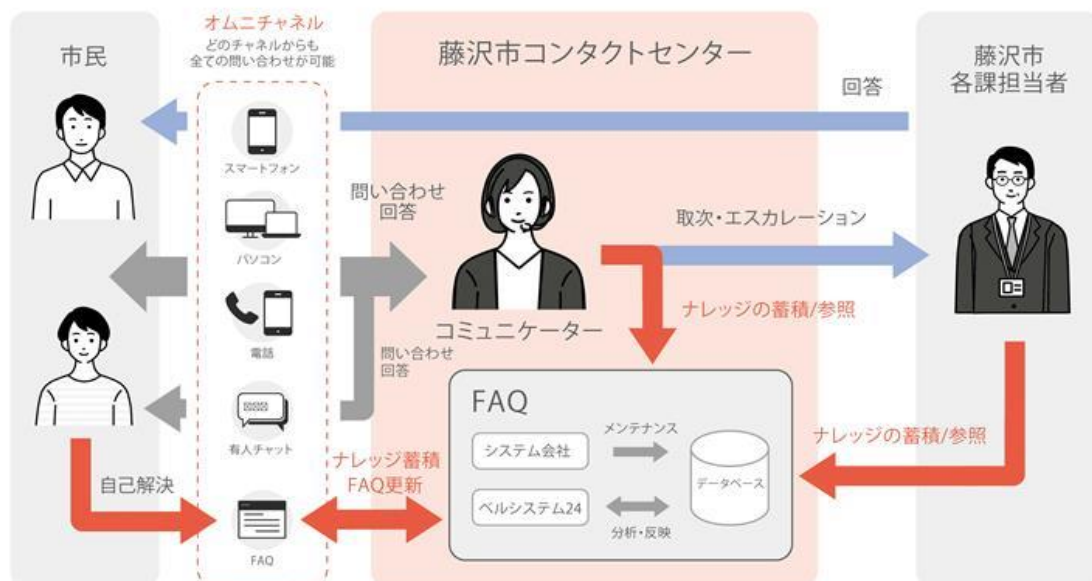 市民
オムニチャネル
どのチャネルからも
全ての問い合わせが可能
スマートフォン
パソコン
電話
有人チャット
FAQ
自己解決
藤沢市コンタクトセンター
問い合わせ
回答
コミュニケーター
問い合わせ
回答
回答
取次・エスカレーション
ナレッジの蓄積/参照
ナレッジ蓄積
FAQ更新
FAQ
システム会社
メンテナンス
ベルシステム24
分析・反映
データベース
藤沢市
各課担当者
ナレッジの蓄積/参照